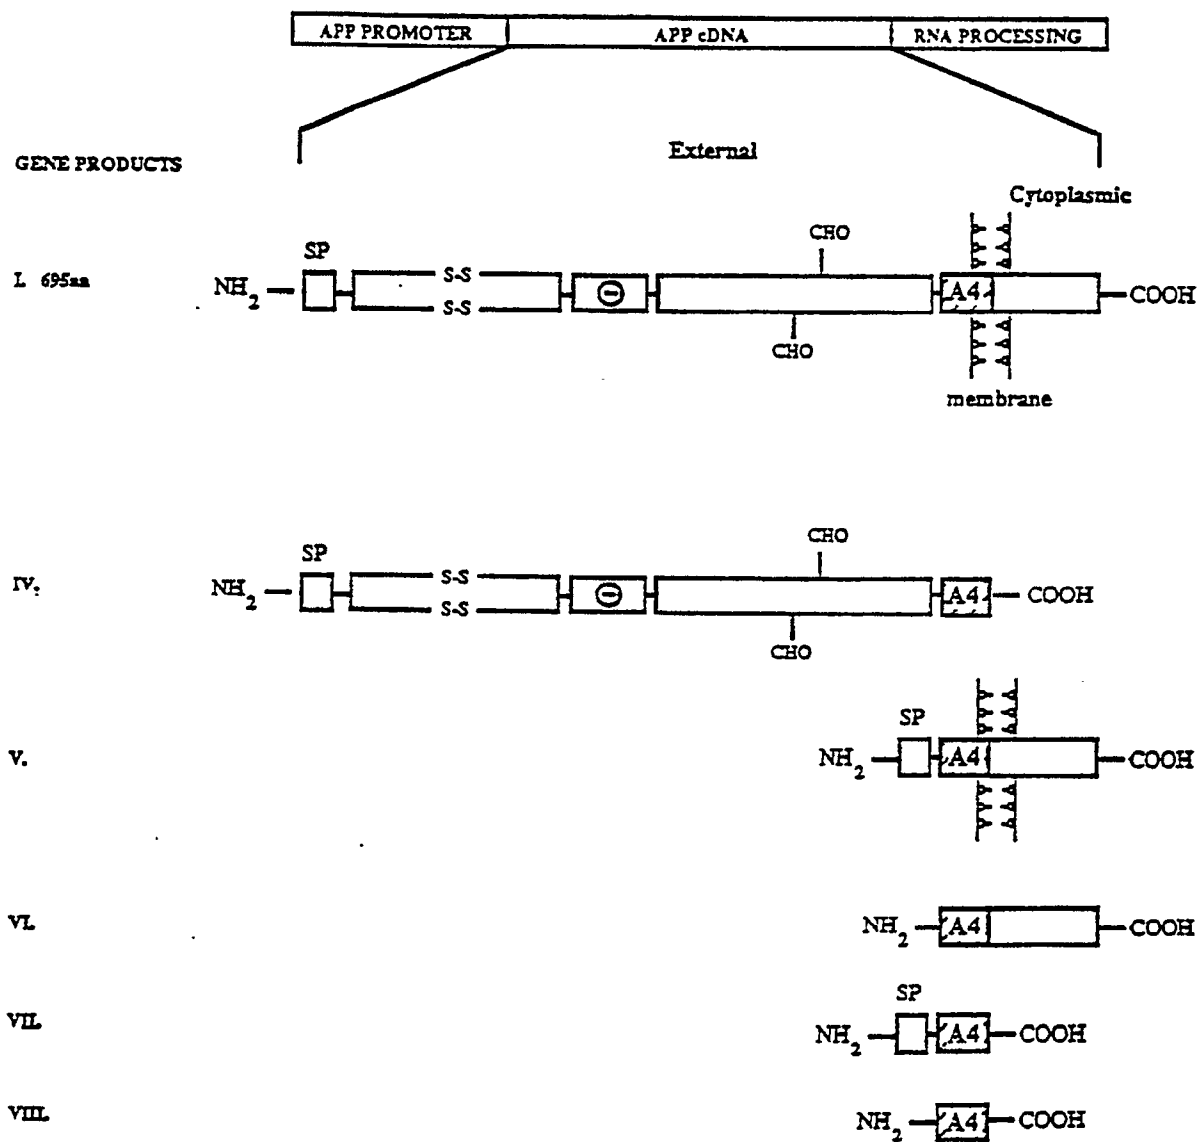 APP PROMOTER APP cDNA RNA PROCESSING
GENE PRODUCTS
External
Cytoplasmic
CHO
SP
I. 695aa
NH2 S-S A4 COOH
S-S
CHO
membrane
CHO
SP
IV.
NH2 S-S A4 COOH
S-S
CHO
SP
V.
NH2 A4 COOH
VI.
NH2 A4 COOH
SP
VII.
NH2 A4 COOH
VIII.
NH2 A4 COOH